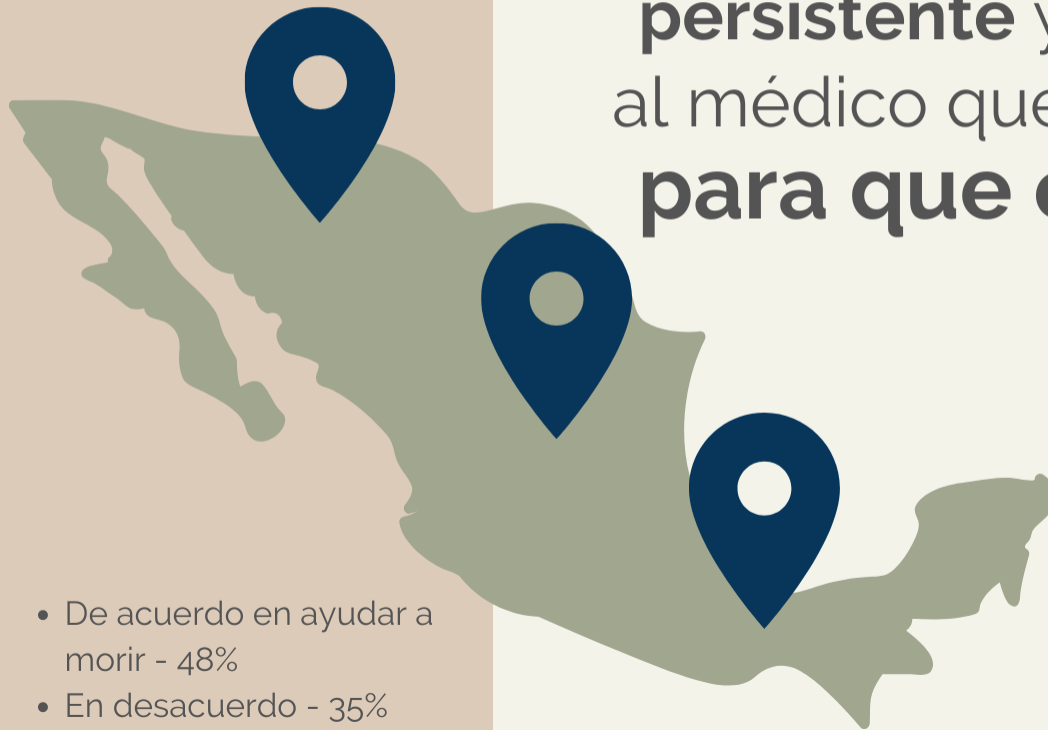 persistente y
al médico que
para que
• De acuerdo en ayudar a
morir - 48%
• En desacuerdo - 35%